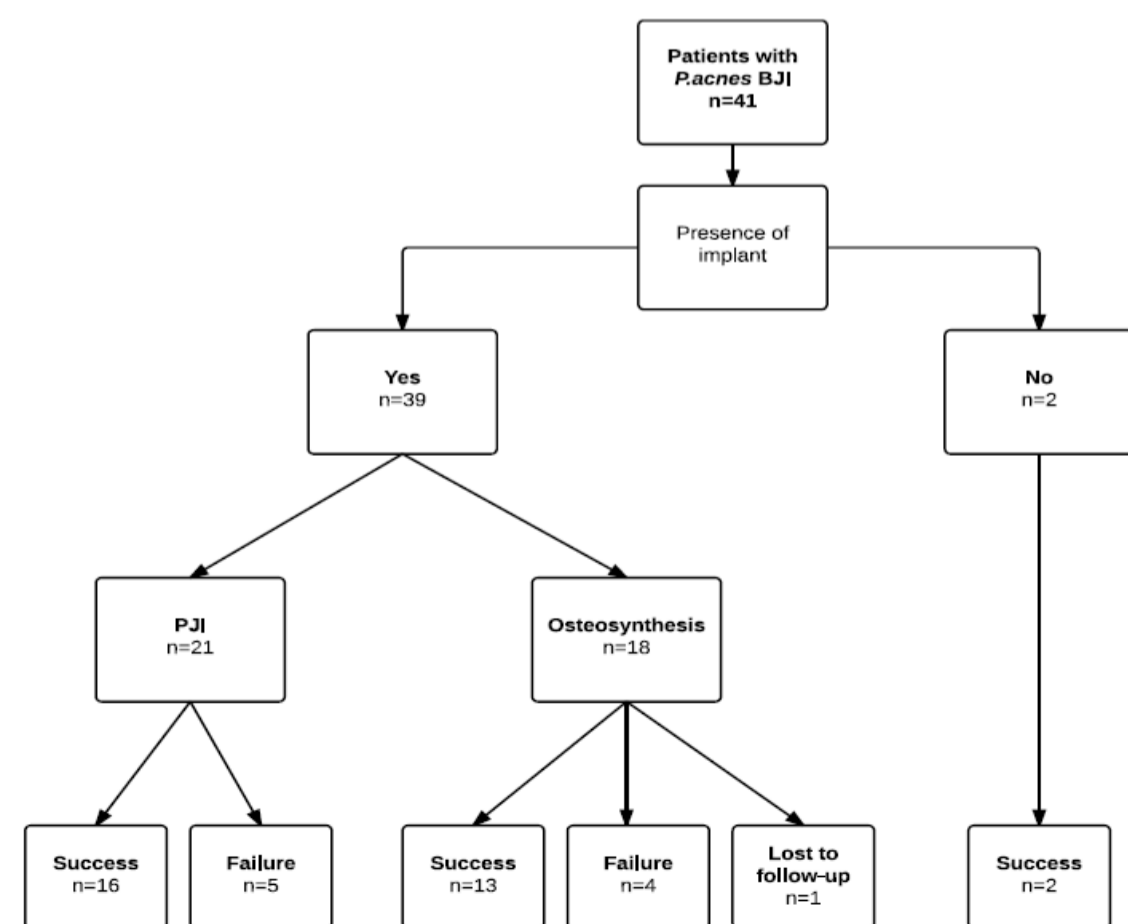 Patients with
P.acnes BJI
n=41
Presence of
implant
Yes
n=39
No
n=2
PJI
n=21
Osteosynthesis
n=18
Success
n=16
Failure
n=5
Success
n=13
Failure
n=4
Lost to
follow-up
n=1
Success
n=2